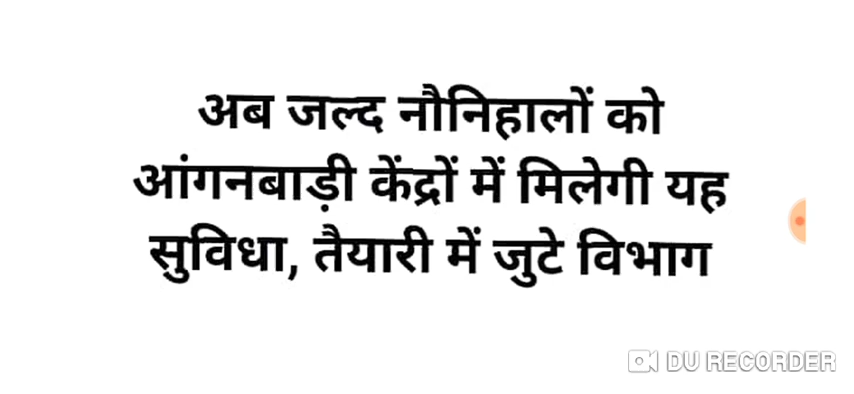 अब जल्द नौनिहालों को
आंगनबाड़ी केंद्रों में मिलेगी यह
सुविधा, तैयारी में जुटे विभाग
DU RECORDER